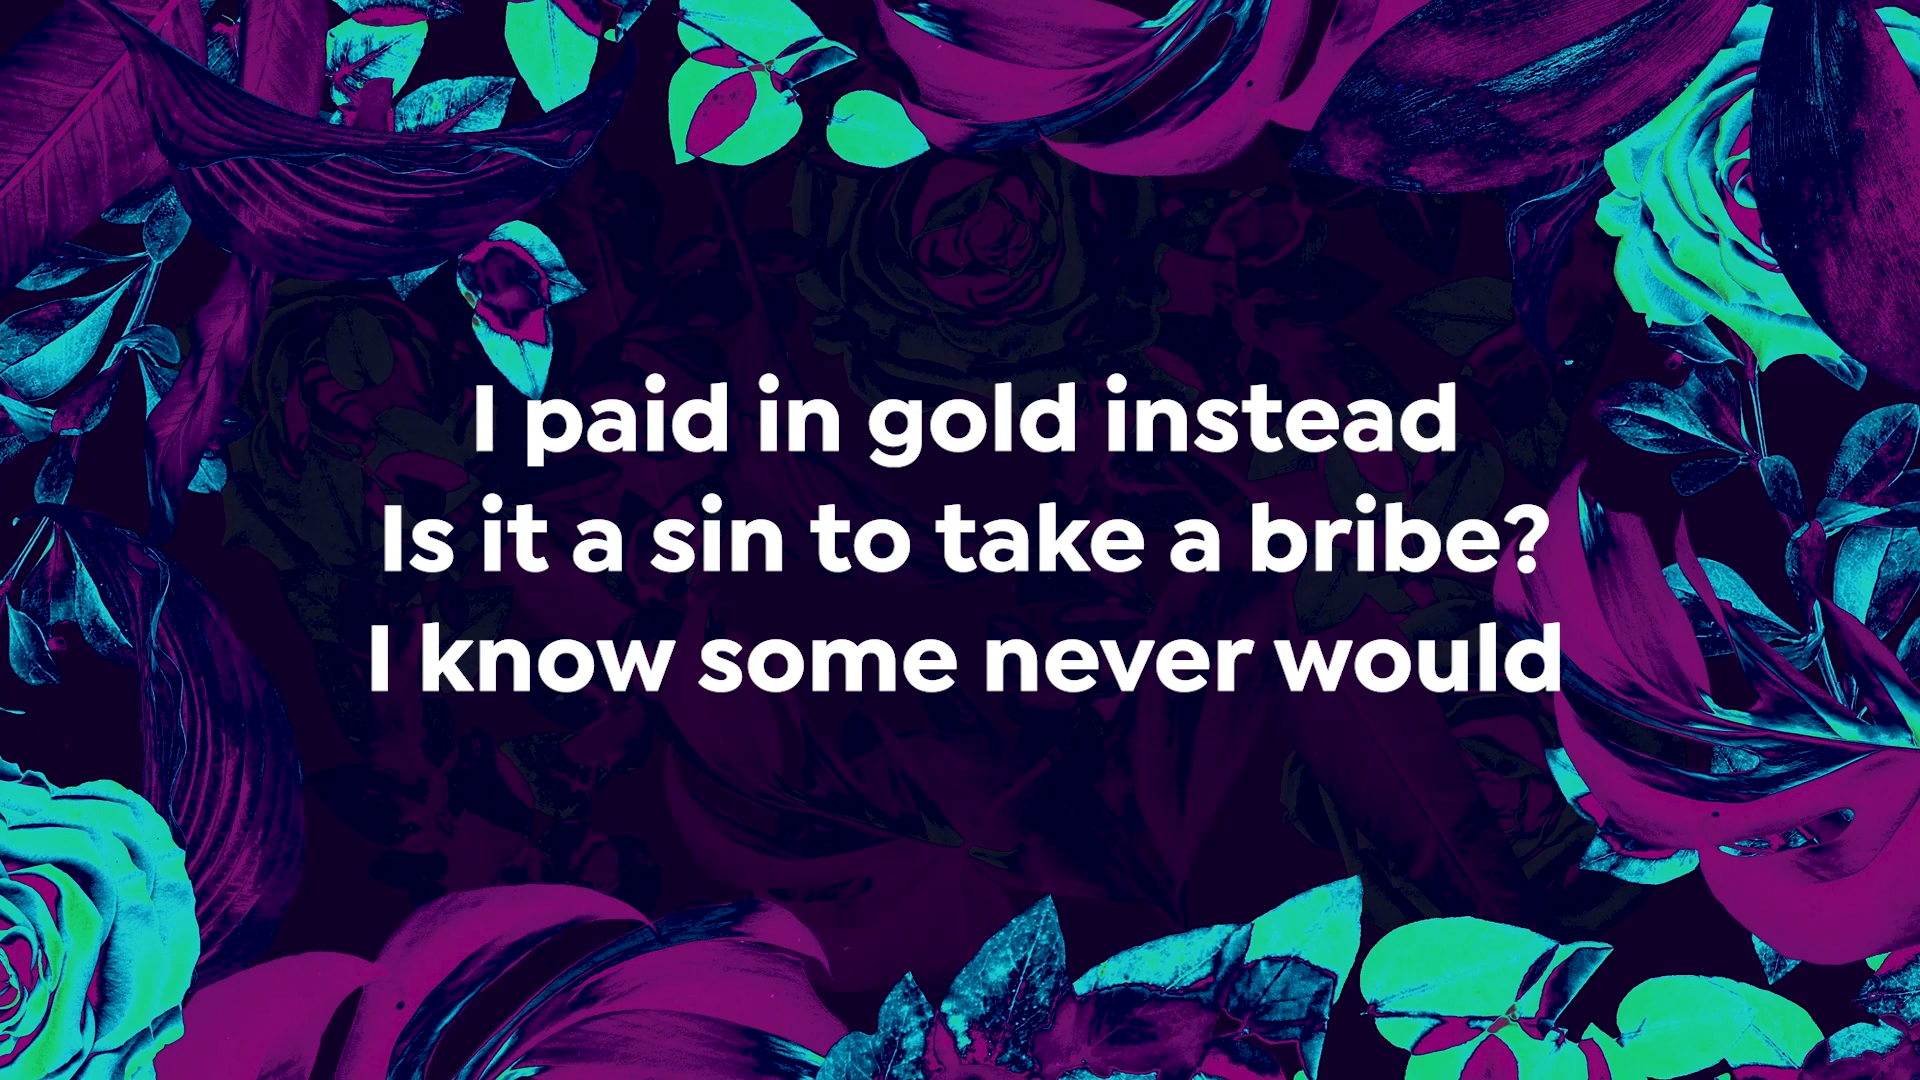 I paid in gold instead
Is it a sin to take a bribe?
I know some never would